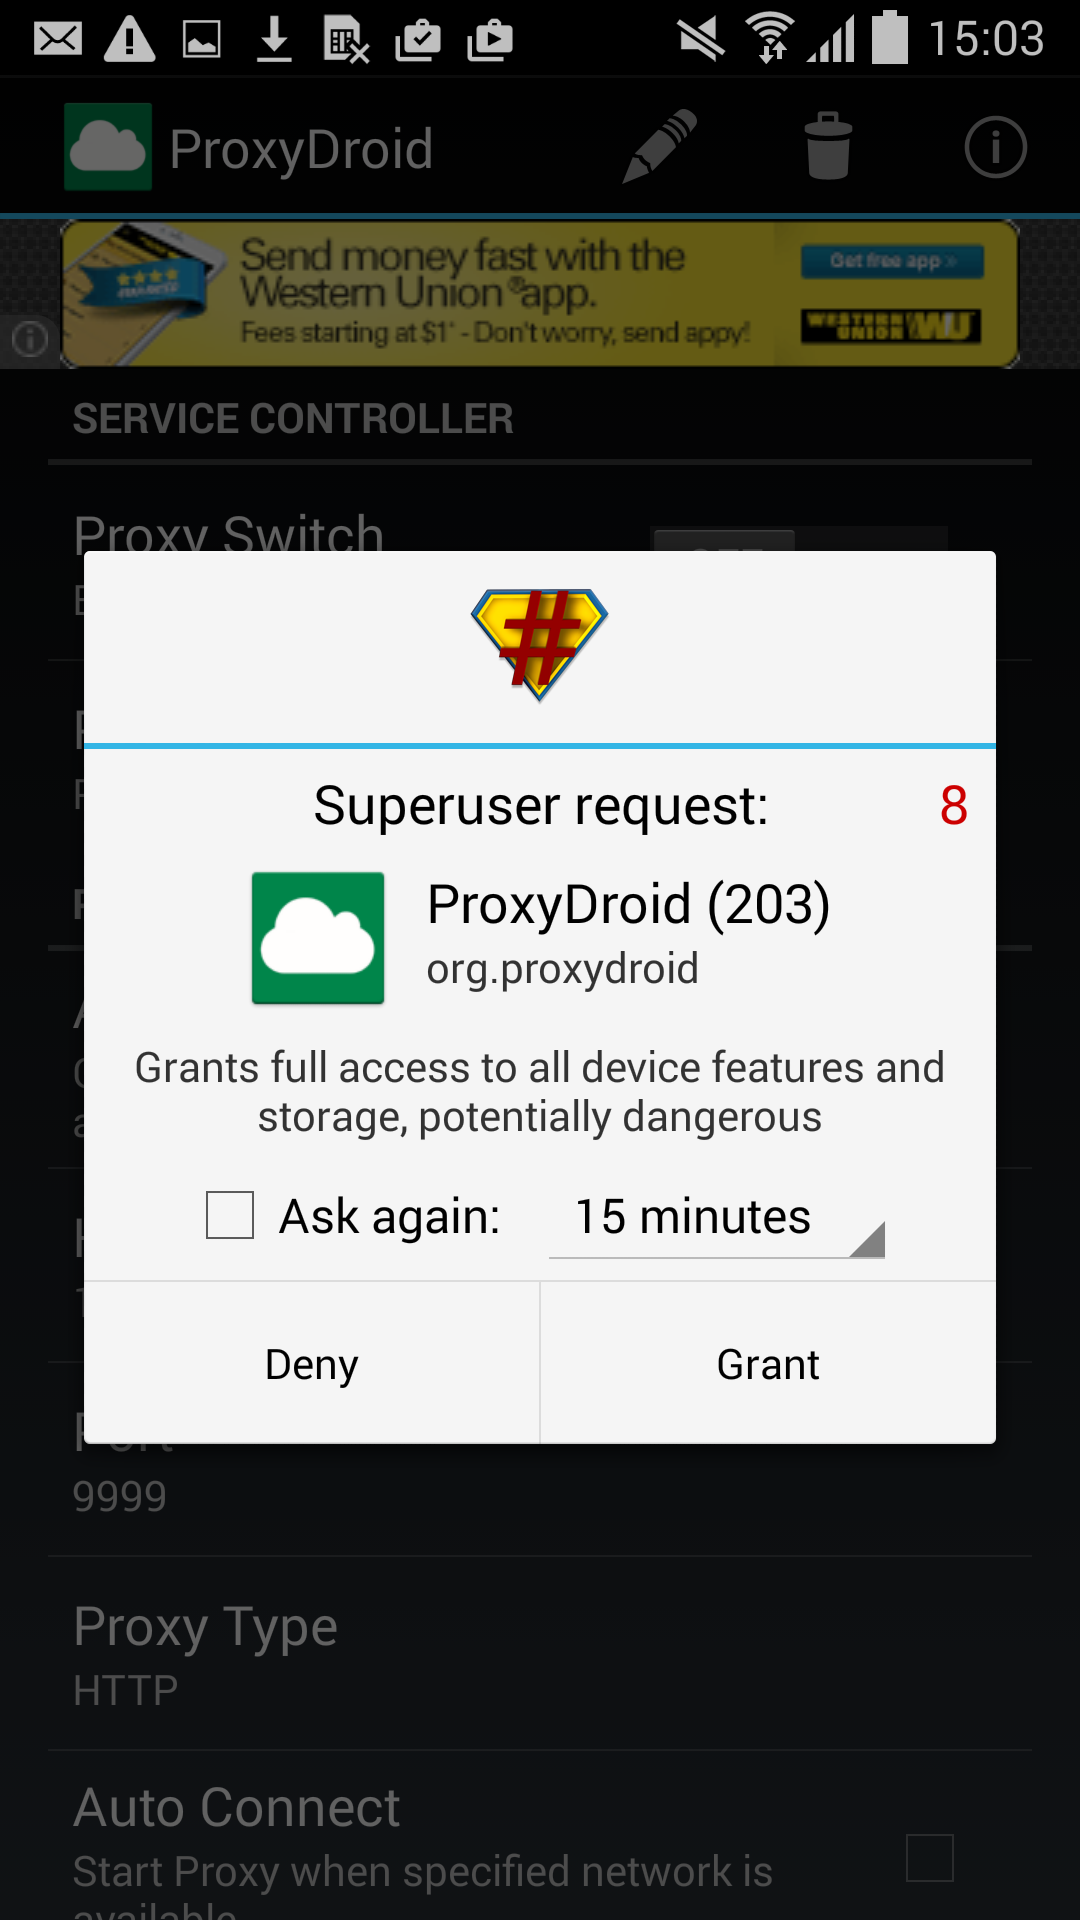 15:03
ProxyDroid
Send money fast with the
Western Union® app.
Fees starting at $1* - Don't worry, send appy!
Get free app »
WESTERN
UNION WU
SERVICE CONTROLLER
Proxy Switch
Superuser request:
8
ProxyDroid (203)
org.proxydroid
Grants full access to all device features and
storage, potentially dangerous
Ask again:
15 minutes
Deny
Grant
Port
9999
Proxy Type
HTTP
Auto Connect
Start Proxy when specified network is
available